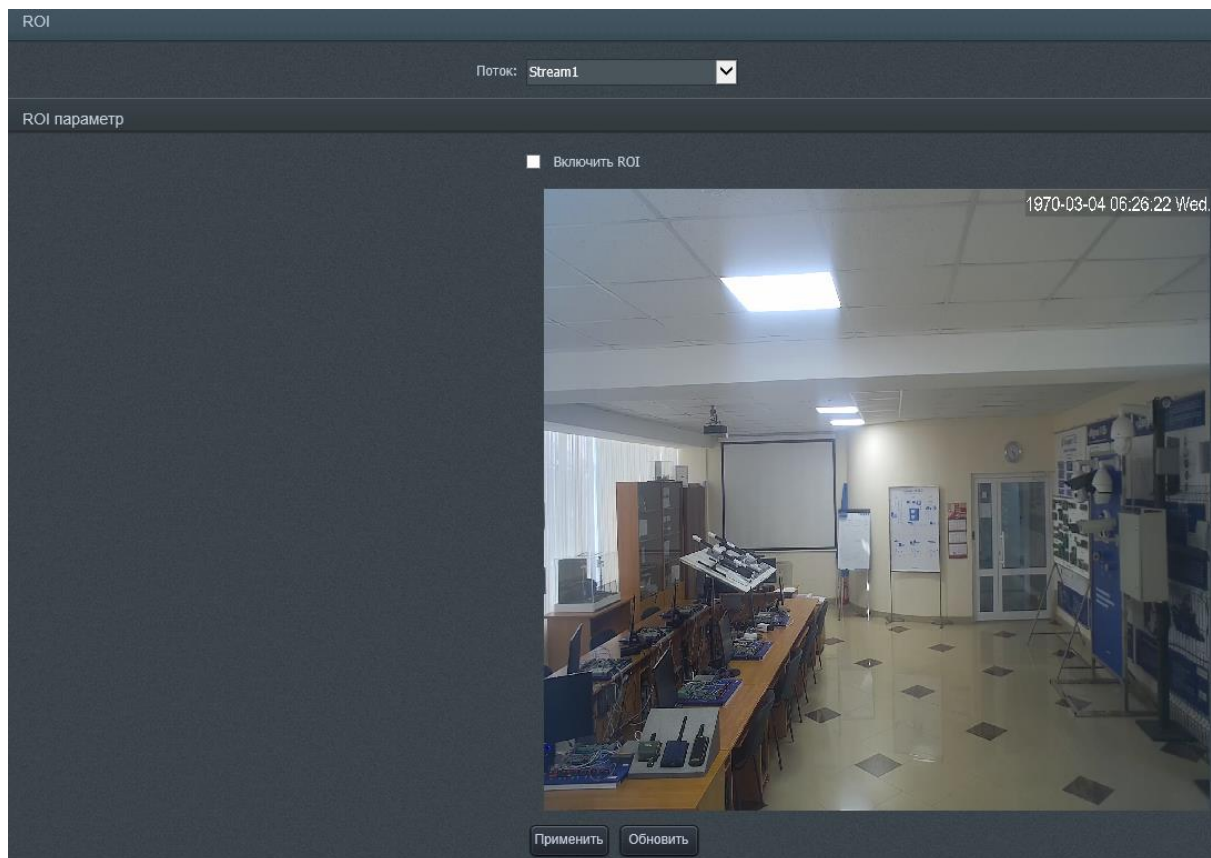 ROI
Поток: Stream1
ROI параметр
Включить ROI
1970-03-04 06:26:22 Wed.
Применить Обновить